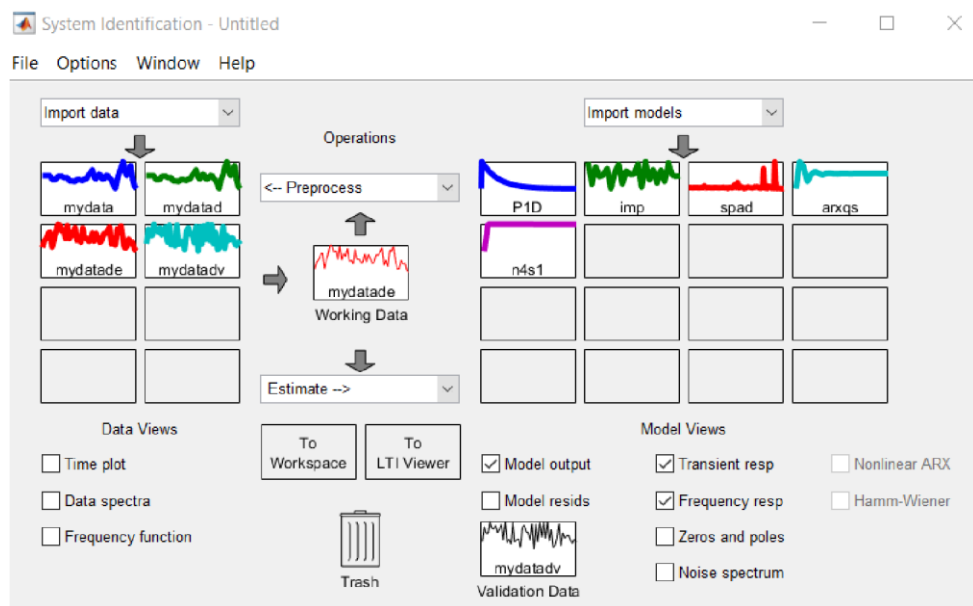 System Identification - Untitled
File Options Window Help
Import data
Import models
Operations
<-- Preprocess
mydata
mydatad
P1D
imp
spad
arxqs
mydatade
mydatadv
n4s1
mydatade
Working Data
Estimate -->
Data Views
Model Views
To
Workspace
To
LTI Viewer
Time plot
Model output
Transient resp
Nonlinear ARX
Data spectra
Model resids
Frequency resp
Hamm-Wiener
Frequency function
Zeros and poles
mydatadv
Noise spectrum
Trash
Validation Data